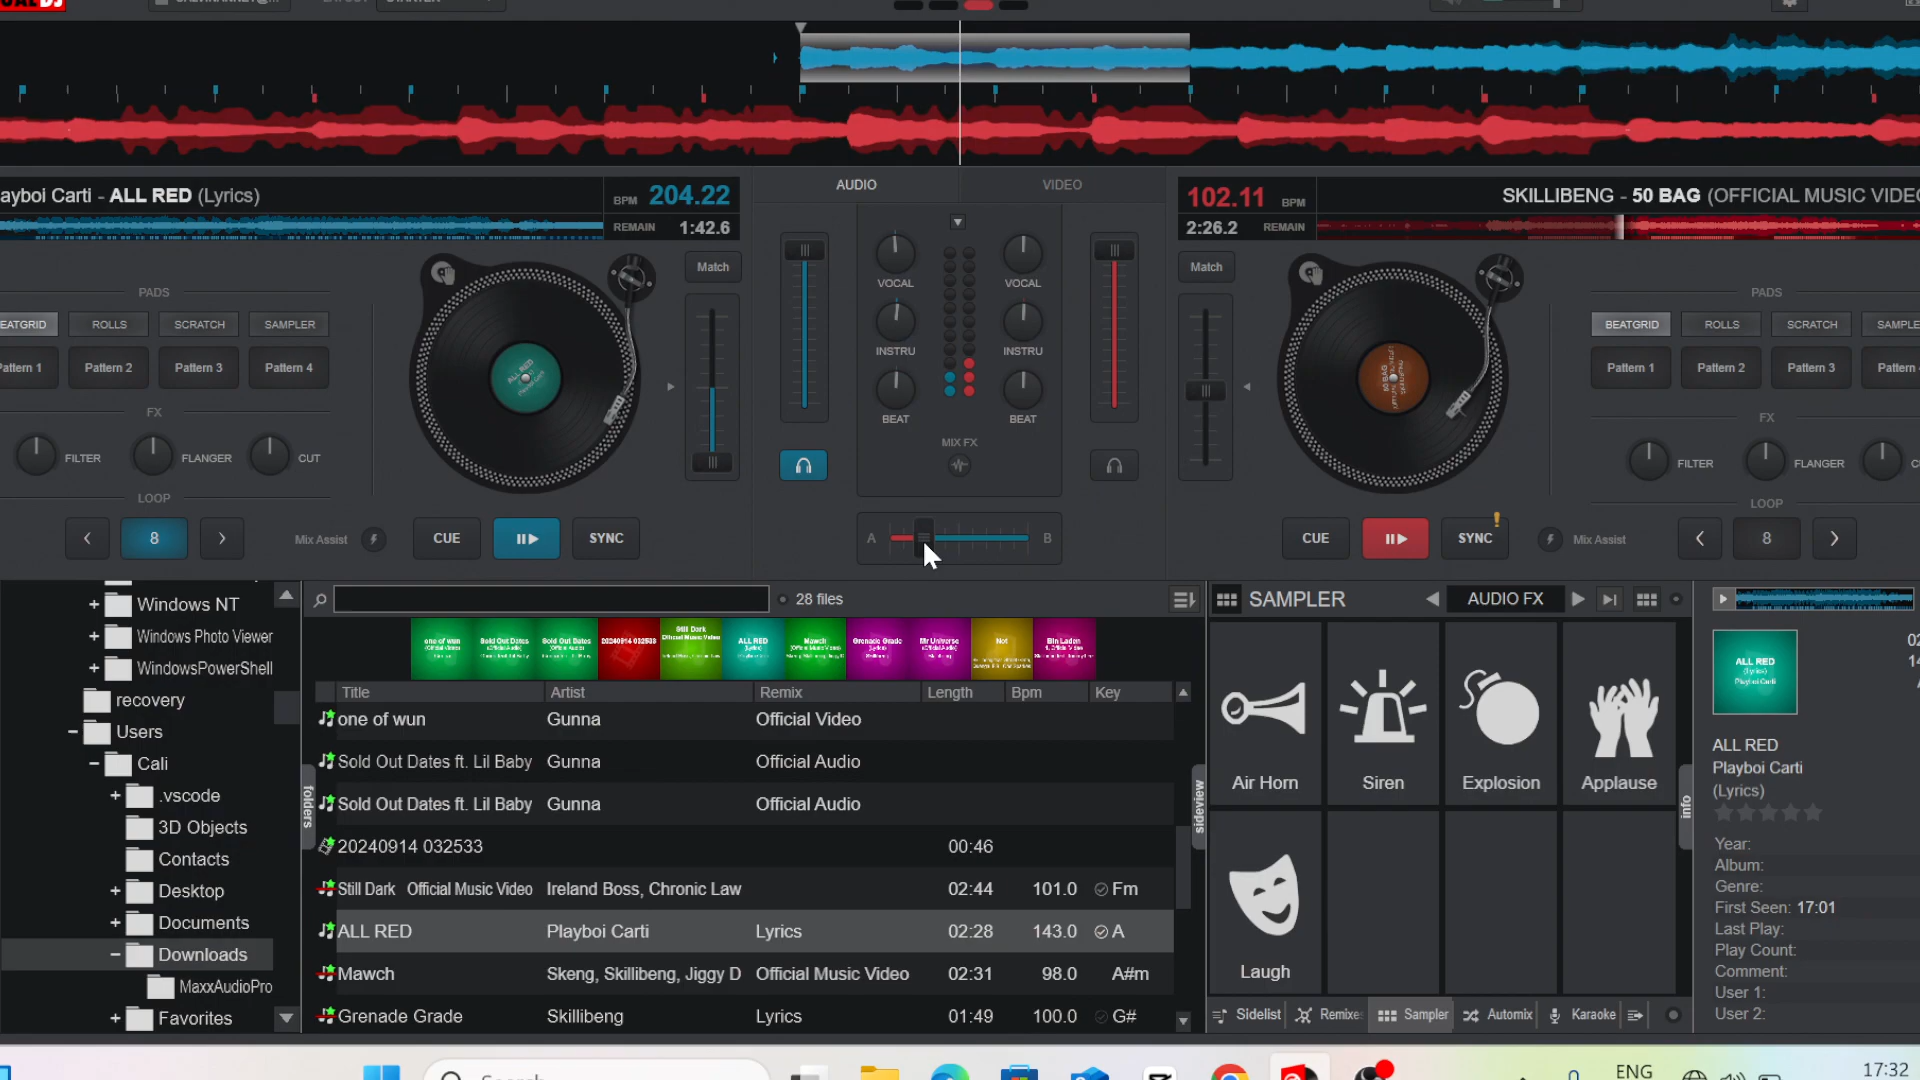 ayboi Carti - ALL RED (Lyrics)
BPM 204.22
REMAIN 1:42.6
AUDIO
VIDEO
102.11 BPM
2:26.2 REMAIN
SKILLIBENG - 50 BAG (OFFICIAL MUSIC VIDEO
Match
Match
PADS
EATGRID ROLLS SCRATCH SAMPLER
attern 1 Pattern 2 Pattern 3 Pattern 4
FX
FILTER FLANGER CUT
LOOP
8
Mix Assist
CUE
SYNC
VOCAL VOCAL
INSTRU INSTRU
BEAT BEAT
MIX FX
A B
PADS
BEATGRID ROLLS SCRATCH SAMPLE
Pattern 1 Pattern 2 Pattern 3 Pattern
FX
FILTER FLANGER C
LOOP
CUE
SYNC
Mix Assist
8
Windows NT
Windows Photo Viewer
WindowsPowerShell
recovery
Users
Cali
.vscode
3D Objects
Contacts
Desktop
Documents
Downloads
MaxxAudioPro
Favorites
folders
28 files
Title Artist Remix Length Bpm Key
one of wun Gunna Official Video
Sold Out Dates ft. Lil Baby Gunna Official Audio
Sold Out Dates ft. Lil Baby Gunna Official Audio
20240914 032533 00:46
Still Dark Official Music Video Ireland Boss, Chronic Law 02:44 101.0 Fm
ALL RED Playboi Carti Lyrics 02:28 143.0 A
Mawch Skeng, Skillibeng, Jiggy D Official Music Video 02:31 98.0 A#m
Grenade Grade Skillibeng Lyrics 01:49 100.0 G#
sideview
SAMPLER
AUDIO FX
Air Horn Siren Explosion Applause
Laugh
Sidelist Remixe Sampler Automix Karaoke
info
ALL RED
(Lyrics)
Playboi Carti
ALL RED
Playboi Carti
(Lyrics)
Year:
Album:
Genre:
First Seen: 17:01
Last Play:
Play Count:
Comment:
User 1:
User 2:
Search
ENG
17:32